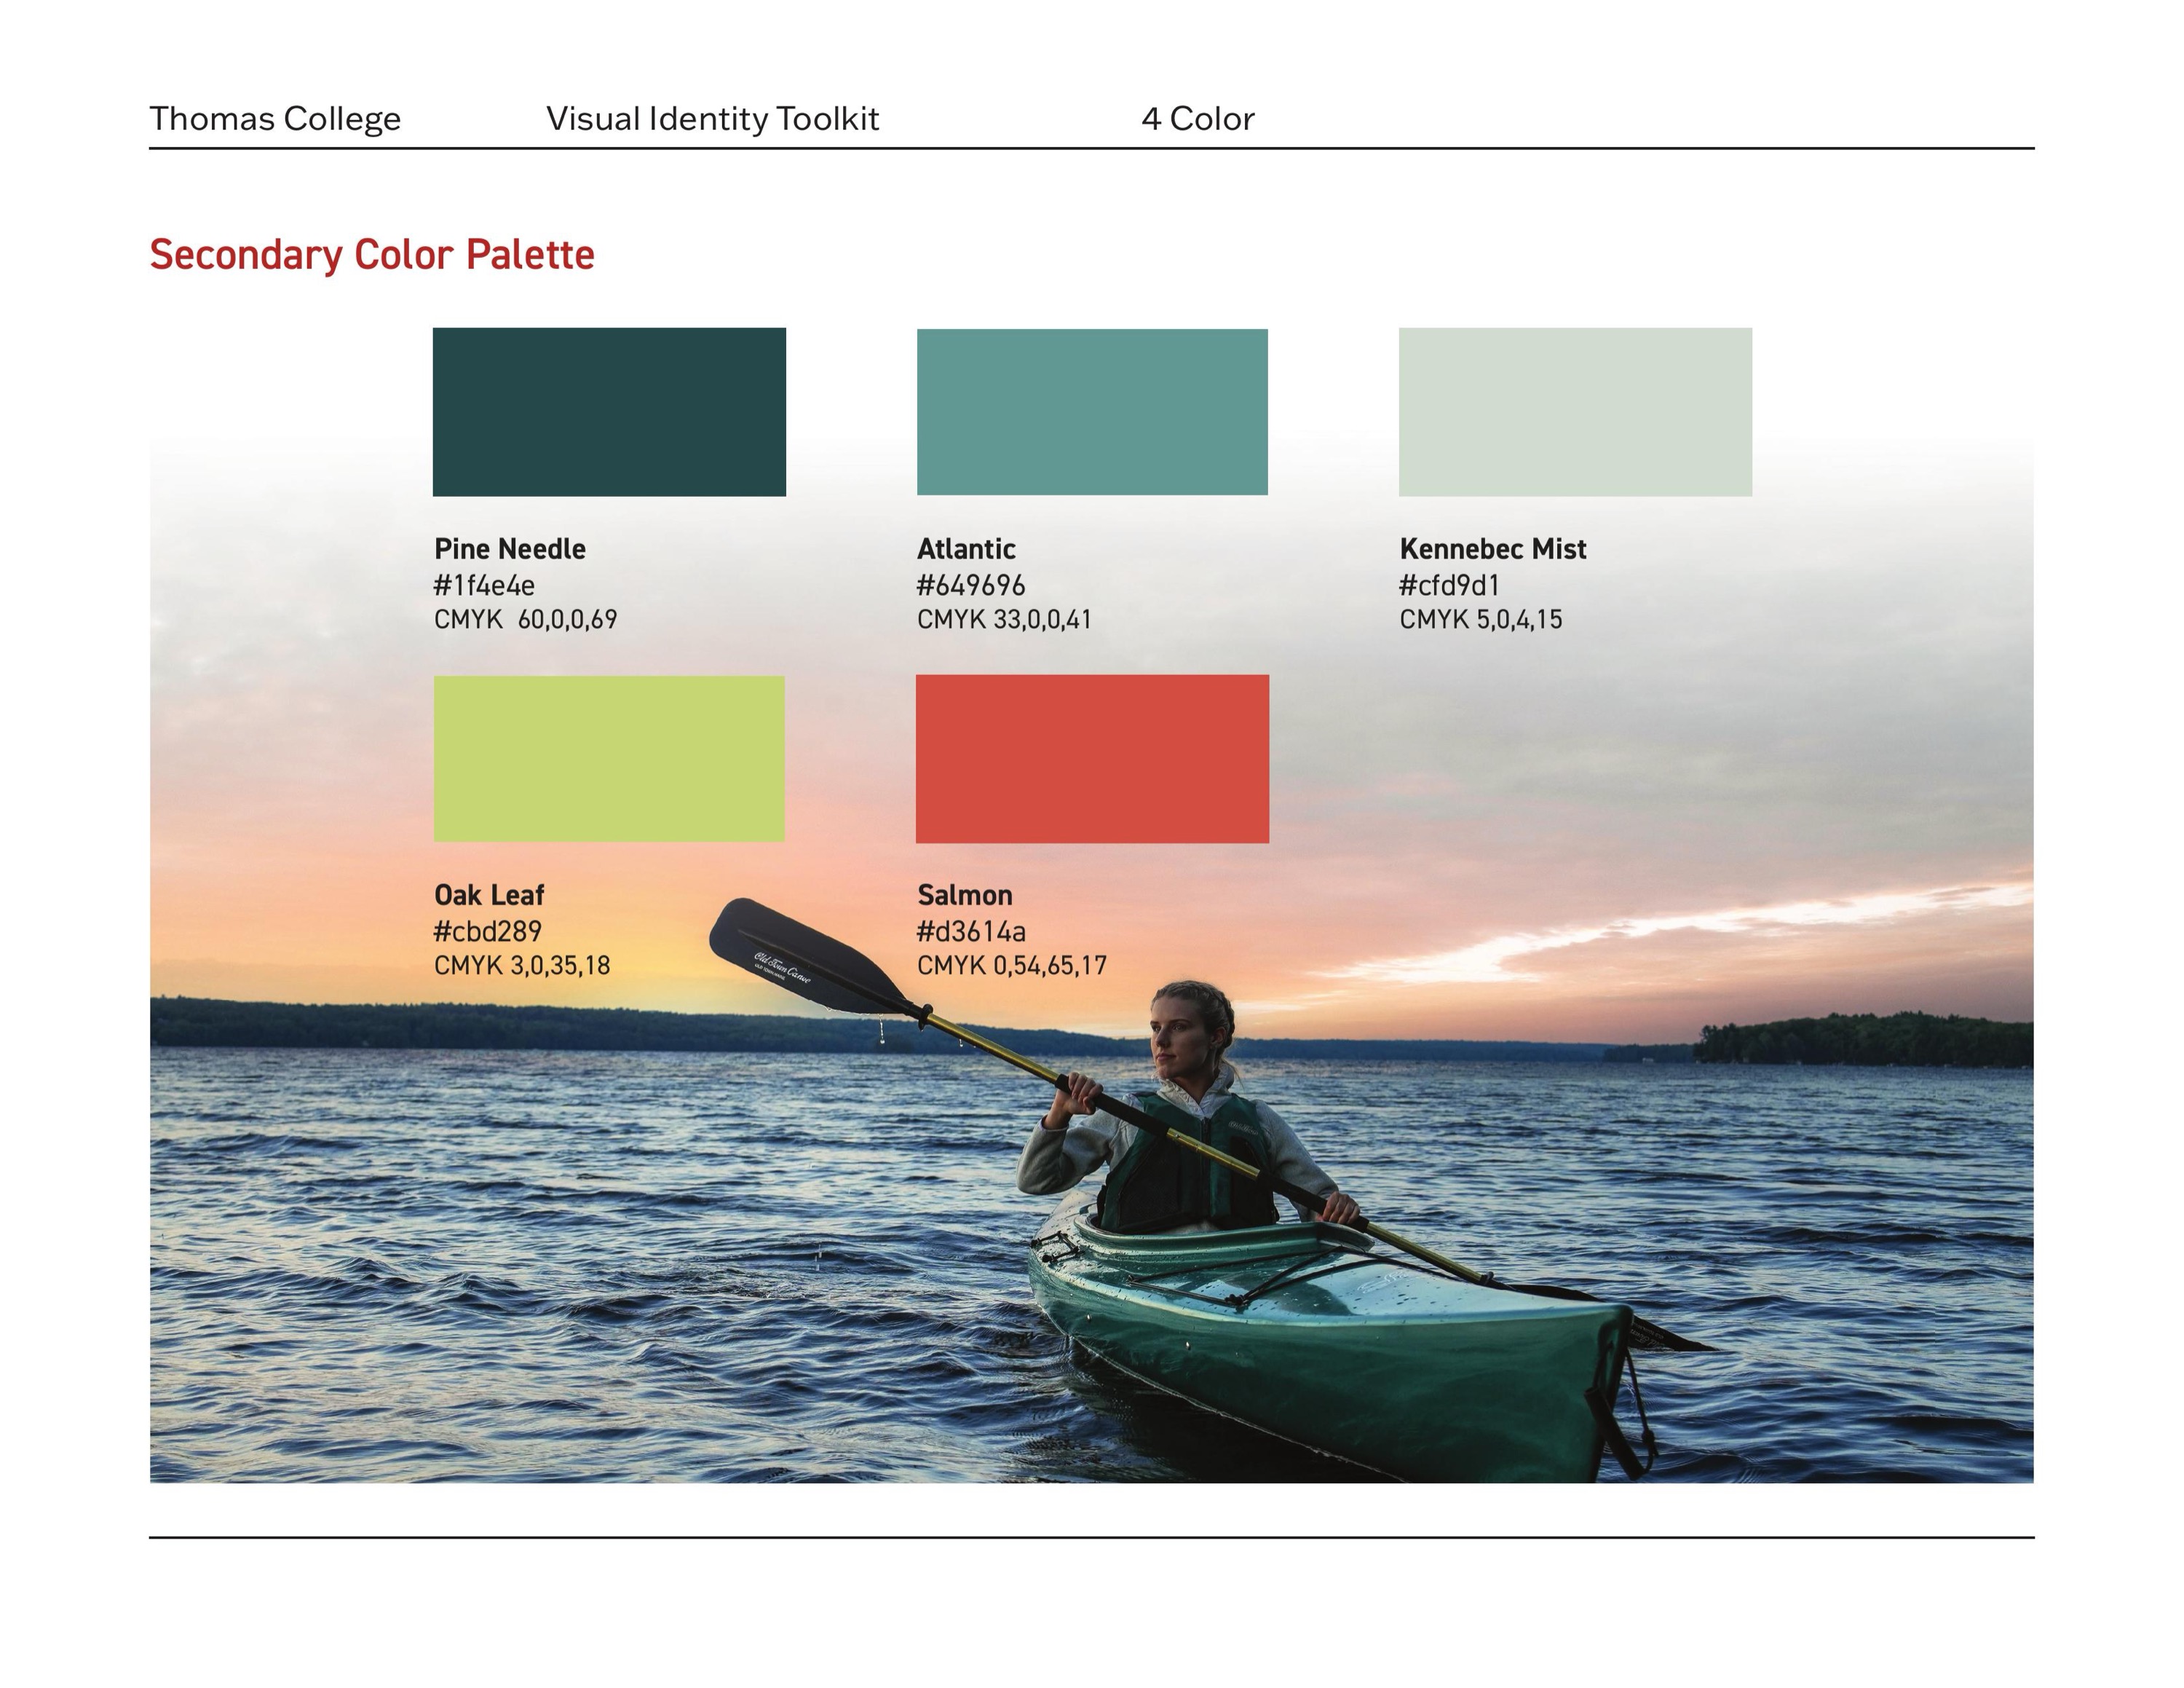 Thomas College Visual Identity Toolkit 4 Color
Secondary Color Palette
Pine Needle
#1f4e4e
CMYK 60,0,0,69
Atlantic
#649696
CMYK 33,0,0,41
Kennebec Mist
#cfd9d1
CMYK 5,0,4,15
Oak Leaf
#cbd289
CMYK 3,0,35,18
Salmon
#d3614a
CMYK 0,54,65,17
Old Town Canoe